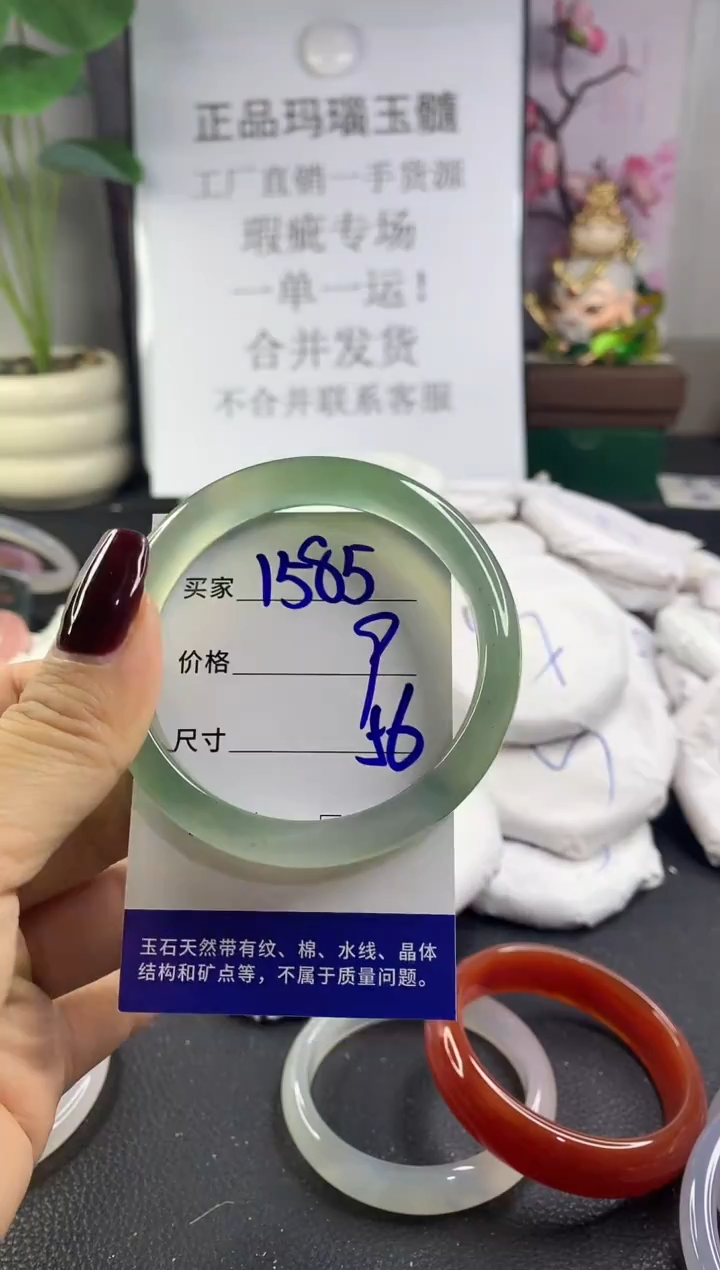 正品玛瑙玉髓
工厂直销一手货源
瑕疵专场
一单一运！
合并发货
不合并联系客服
买家 1585
价格 9
尺寸 56
玉石天然带有纹、棉、水线、晶体
结构和矿点等，不属于质量问题。